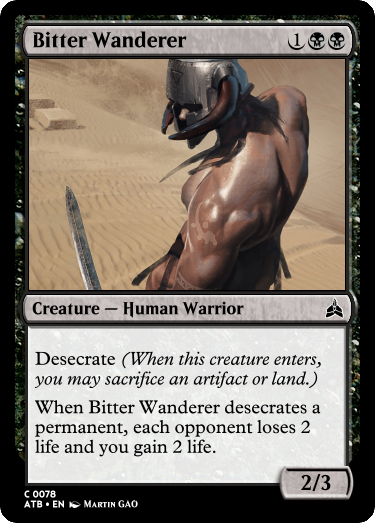 Bitter Wanderer 1
Creature — Human Warrior
Desecrate (When this creature enters,
you may sacrifice an artifact or land.)
When Bitter Wanderer desecrates a
permanent, each opponent loses 2
life and you gain 2 life.
2/3
C 0078
ATB • EN Martin GAO